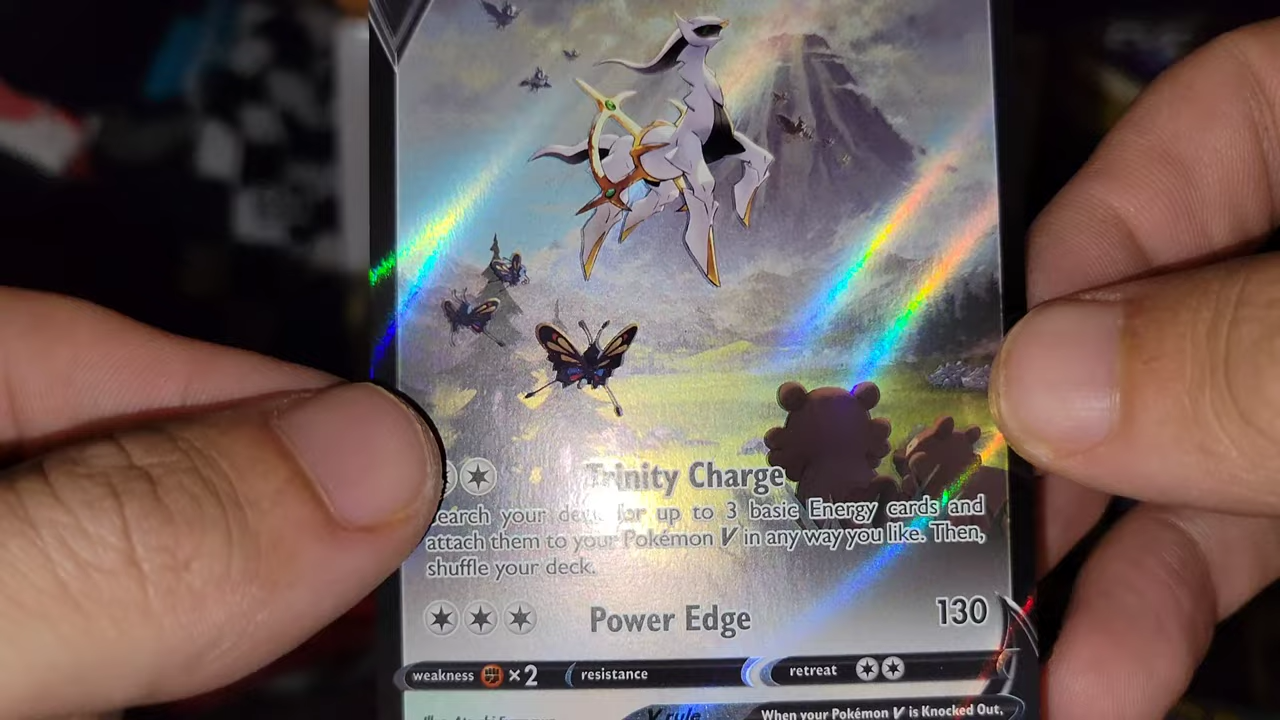 Trinity Charge
earch your deck for up to 3 basic Energy cards and
attach them to your Pokémon V in any way you like. Then,
shuffle your deck.
Power Edge 130
weakness ×2 resistance retreat
V rule When your Pokémon V is Knocked Out,